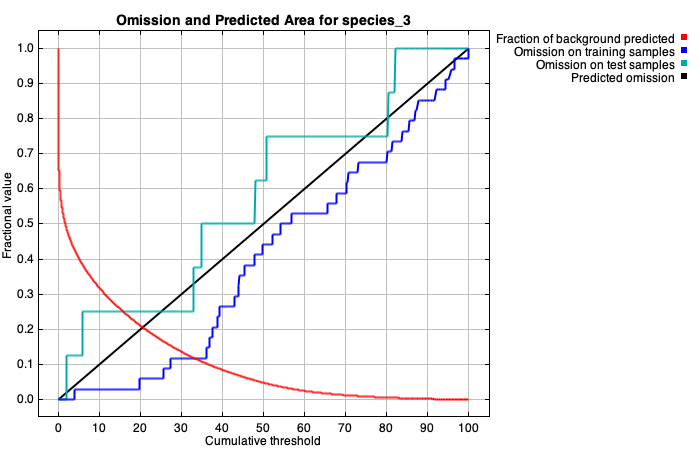 Omission and Predicted Area for species_3
Fraction of background predicted
Omission on training samples
Omission on test samples
Predicted omission
Fractional value
1.0
0.9
0.8
0.7
0.6
0.5
0.4
0.3
0.2
0.1
0.0
0 10 20 30 40 50 60 70 80 90 100
Cumulative threshold